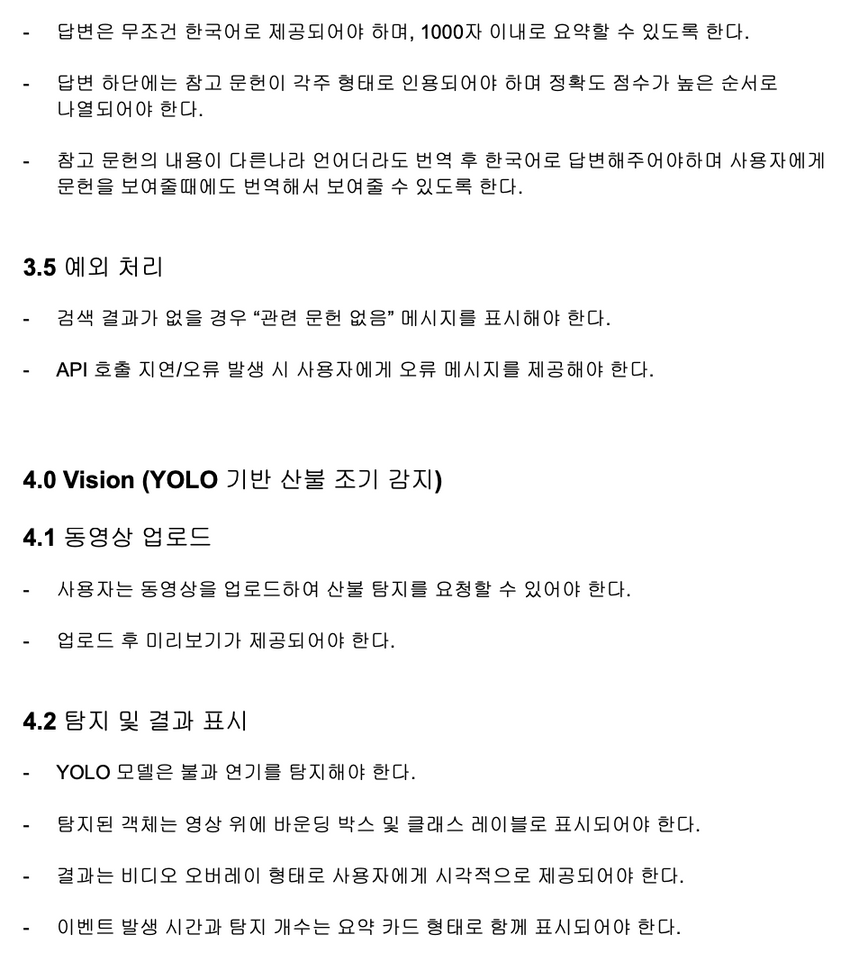 - 답변은 무조건 한국어로 제공되어야 하며, 1000자 이내로 요약할 수 있도록 한다.
- 답변 하단에는 참고 문헌이 각주 형태로 인용되어야 하며 정확도 점수가 높은 순서로
나열되어야 한다.
- 참고 문헌의 내용이 다른나라 언어더라도 번역 후 한국어로 답변해주어야하며 사용자에게
문헌을 보여줄때에도 번역해서 보여줄 수 있도록 한다.
3.5 예외 처리
- 검색 결과가 없을 경우 “관련 문헌 없음” 메시지를 표시해야 한다.
- API 호출 지연/오류 발생 시 사용자에게 오류 메시지를 제공해야 한다.
4.0 Vision (YOLO 기반 산불 조기 감지)
4.1 동영상 업로드
- 사용자는 동영상을 업로드하여 산불 탐지를 요청할 수 있어야 한다.
- 업로드 후 미리보기가 제공되어야 한다.
4.2 탐지 및 결과 표시
- YOLO 모델은 불과 연기를 탐지해야 한다.
- 탐지된 객체는 영상 위에 바운딩 박스 및 클래스 레이블로 표시되어야 한다.
- 결과는 비디오 오버레이 형태로 사용자에게 시각적으로 제공되어야 한다.
- 이벤트 발생 시간과 탐지 개수는 요약 카드 형태로 함께 표시되어야 한다.